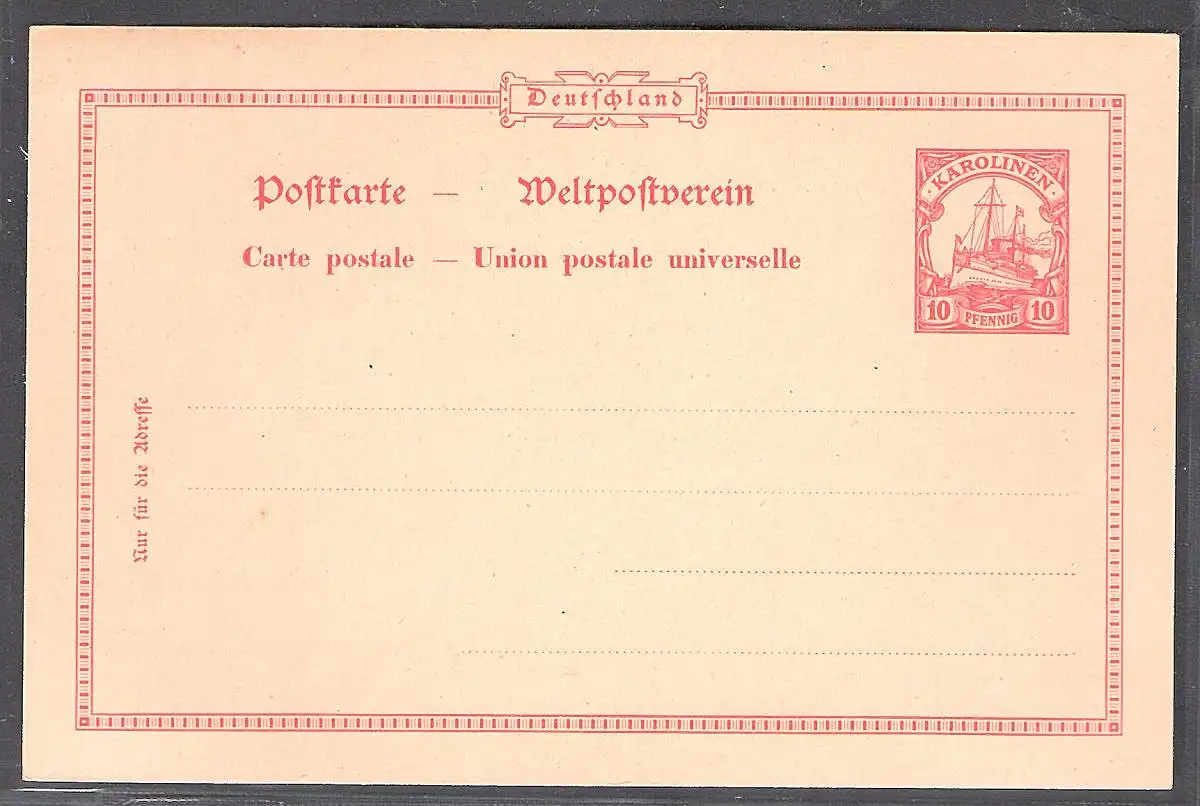 Deutschland
Postkarte — Weltpostverein
Carte postale — Union postale universelle
KAROLINEN
10 PFENNIG 10
Nur für die Adresse